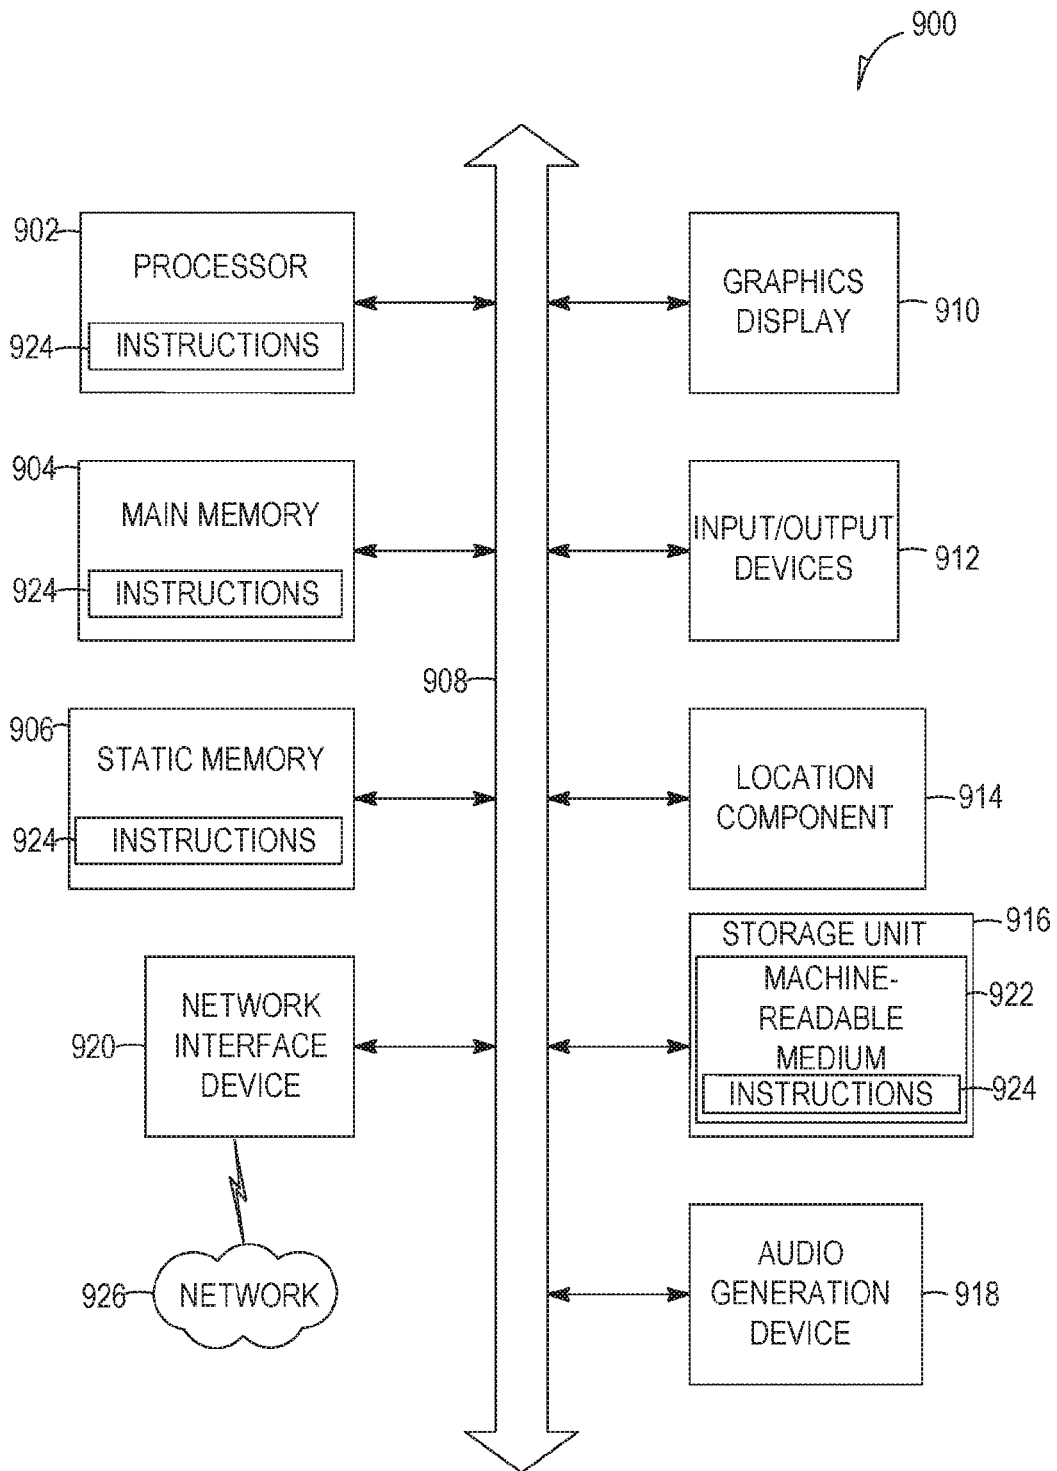 900
902
PROCESSOR
924
INSTRUCTIONS
GRAPHICS
DISPLAY
910
904
MAIN MEMORY
924
INSTRUCTIONS
INPUT/OUTPUT
DEVICES
912
908
906
STATIC MEMORY
924
INSTRUCTIONS
LOCATION
COMPONENT
914
916
STORAGE UNIT
MACHINE-
READABLE
MEDIUM
922
INSTRUCTIONS
924
920
NETWORK
INTERFACE
DEVICE
926
NETWORK
AUDIO
GENERATION
DEVICE
918